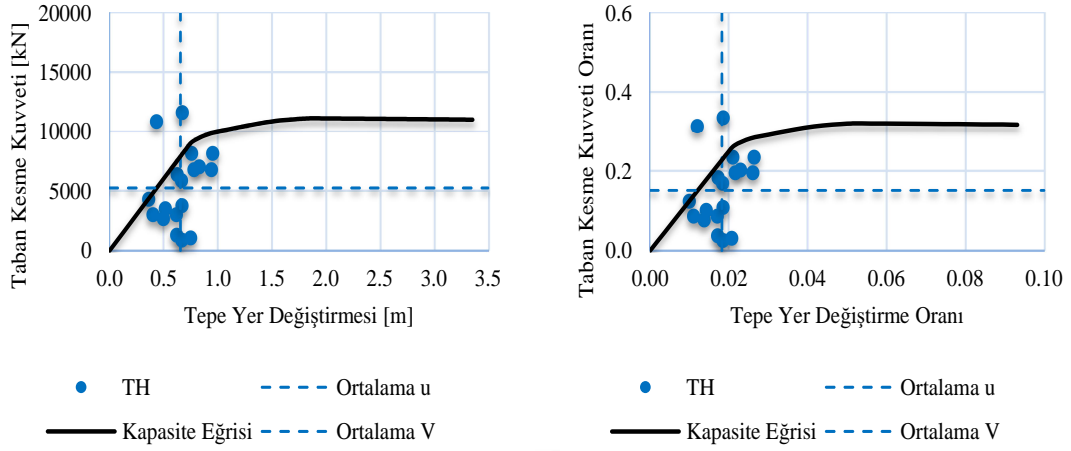 Taban Kesme Kuvveti [kN]
20000
15000
10000
5000
0
0.0 0.5 1.0 1.5 2.0 2.5 3.0 3.5
Tepe Yer Değiştirmesi [m]
TH
Ortalama u
Kapasite Eğrisi
Ortalama V
Taban Kesme Kuvveti Oranı
0.6
0.4
0.2
0.0
0.00 0.02 0.04 0.06 0.08 0.10
Tepe Yer Değiştirme Oranı
TH
Ortalama u
Kapasite Eğrisi
Ortalama V